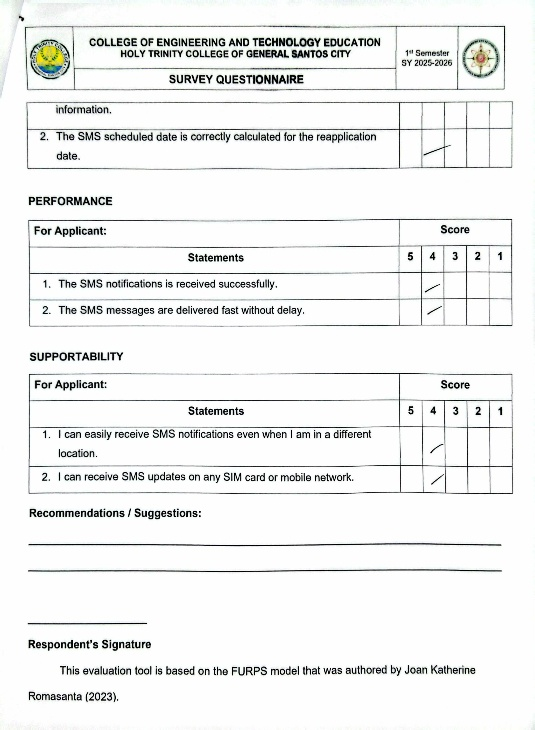 COLLEGE OF ENGINEERING AND TECHNOLOGY EDUCATION
HOLY TRINITY COLLEGE OF GENERAL SANTOS CITY
1st Semester
SY 2025-2026
SURVEY QUESTIONNAIRE
information.
2. The SMS scheduled date is correctly calculated for the reapplication
date.
PERFORMANCE
For Applicant: Score
Statements 5 4 3 2 1
1. The SMS notifications is received successfully.
2. The SMS messages are delivered fast without delay.
SUPPORTABILITY
For Applicant: Score
Statements 5 4 3 2 1
1. I can easily receive SMS notifications even when I am in a different
location.
2. I can receive SMS updates on any SIM card or mobile network.
Recommendations / Suggestions:
Respondent's Signature
This evaluation tool is based on the FURPS model that was authored by Joan Katherine
Romasanta (2023).